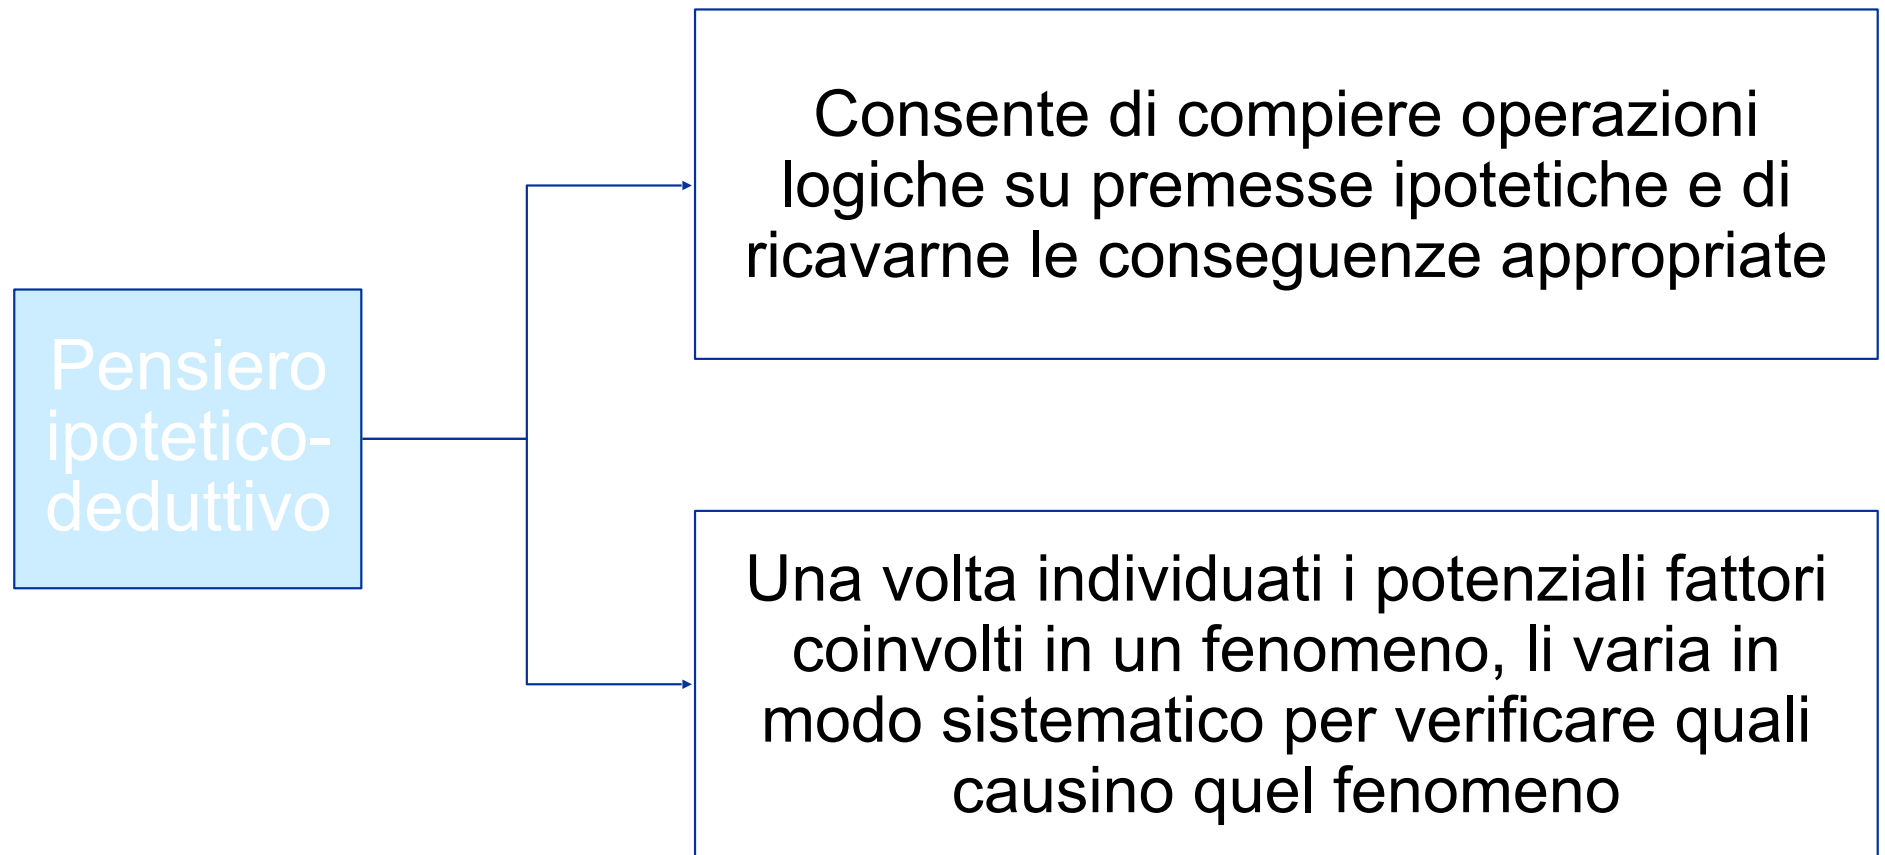 Consente di compiere operazioni
logiche su premesse ipotetiche e di
ricavarne le conseguenze appropriate
Pensiero
ipotetico-
deduttivo
Una volta individuati i potenziali fattori
coinvolti in un fenomeno, li varia in
modo sistematico per verificare quali
causino quel fenomeno